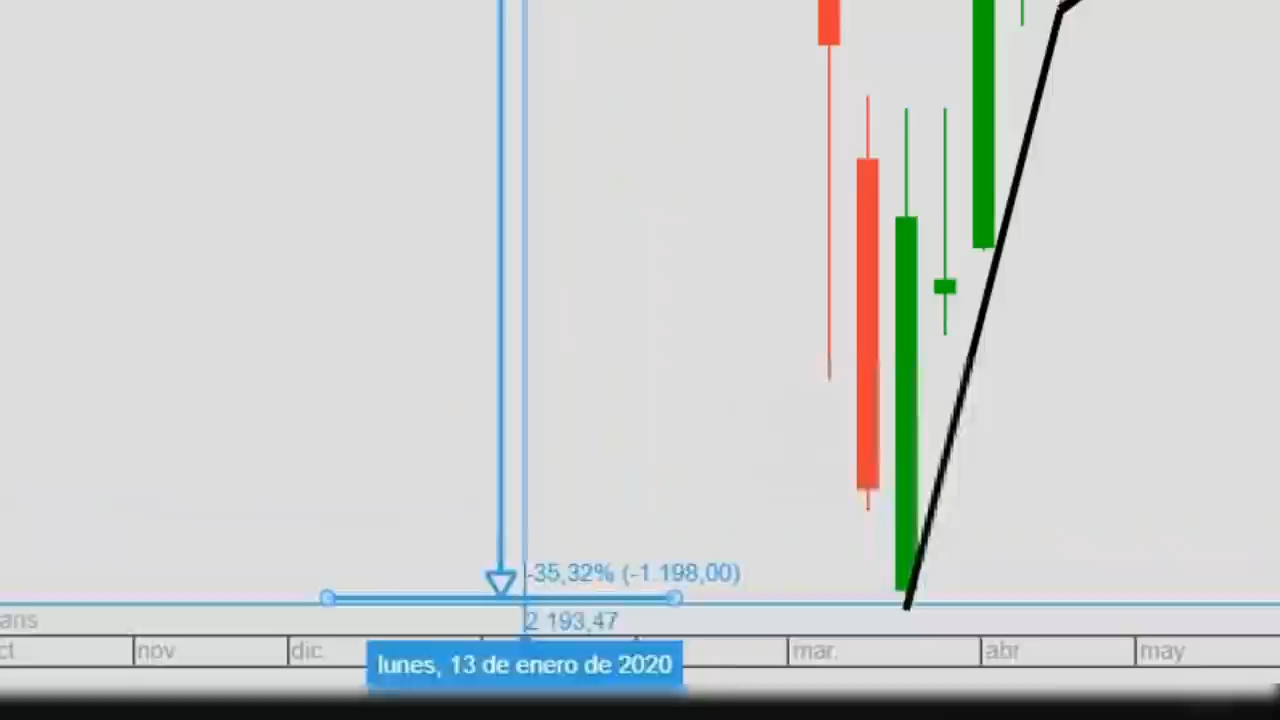 -35,32% (-1.198,00)
2 193,47
ans
ct
nov
dic
mar.
abr
may
lunes, 13 de enero de 2020